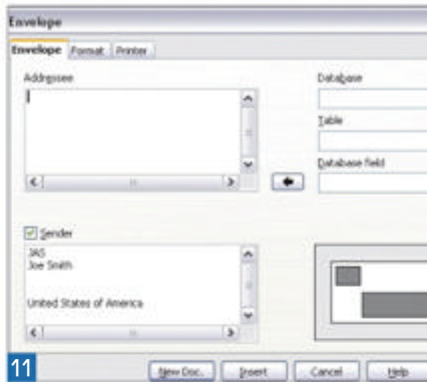 Envelope
Envelope Format Printer
Addressee
Database
Table
Database field
Sender
JAS
Joe Smith
United States of America
11
New Doc. Insert Cancel Help